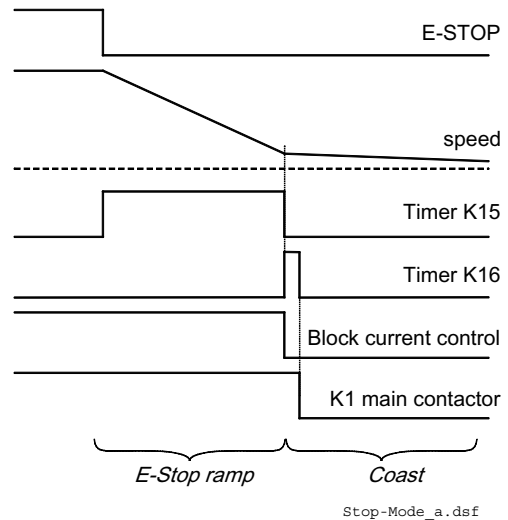 E-STOP
speed
Timer K15
Timer K16
Block current control
K1 main contactor
E-Stop ramp
Coast
Stop-Mode_a.dsf